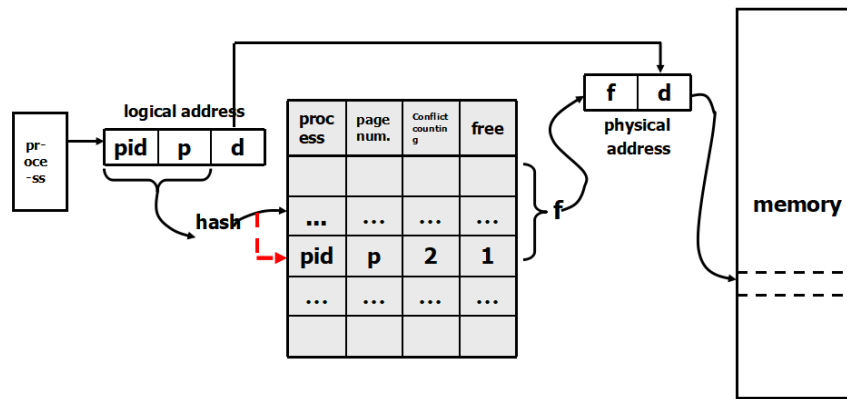 pr-
oce
-ss
logical address
pid p d
hash
proc
ess
page
num.
Conflict
countin
g
free
... ... ... ...
pid p 2 1
... ... ... ...
f
f d
physical
address
memory